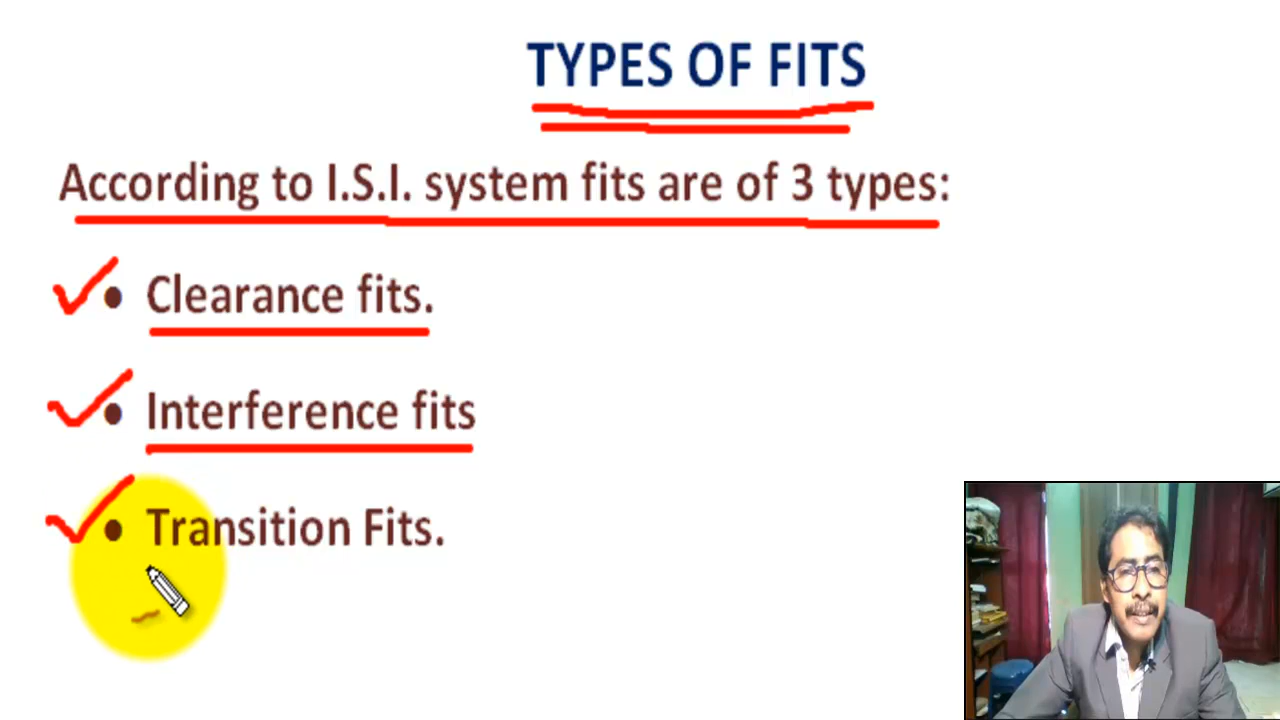 TYPES OF FITS
According to I.S.I. system fits are of 3 types:
• Clearance fits.
• Interference fits
• Transition Fits.